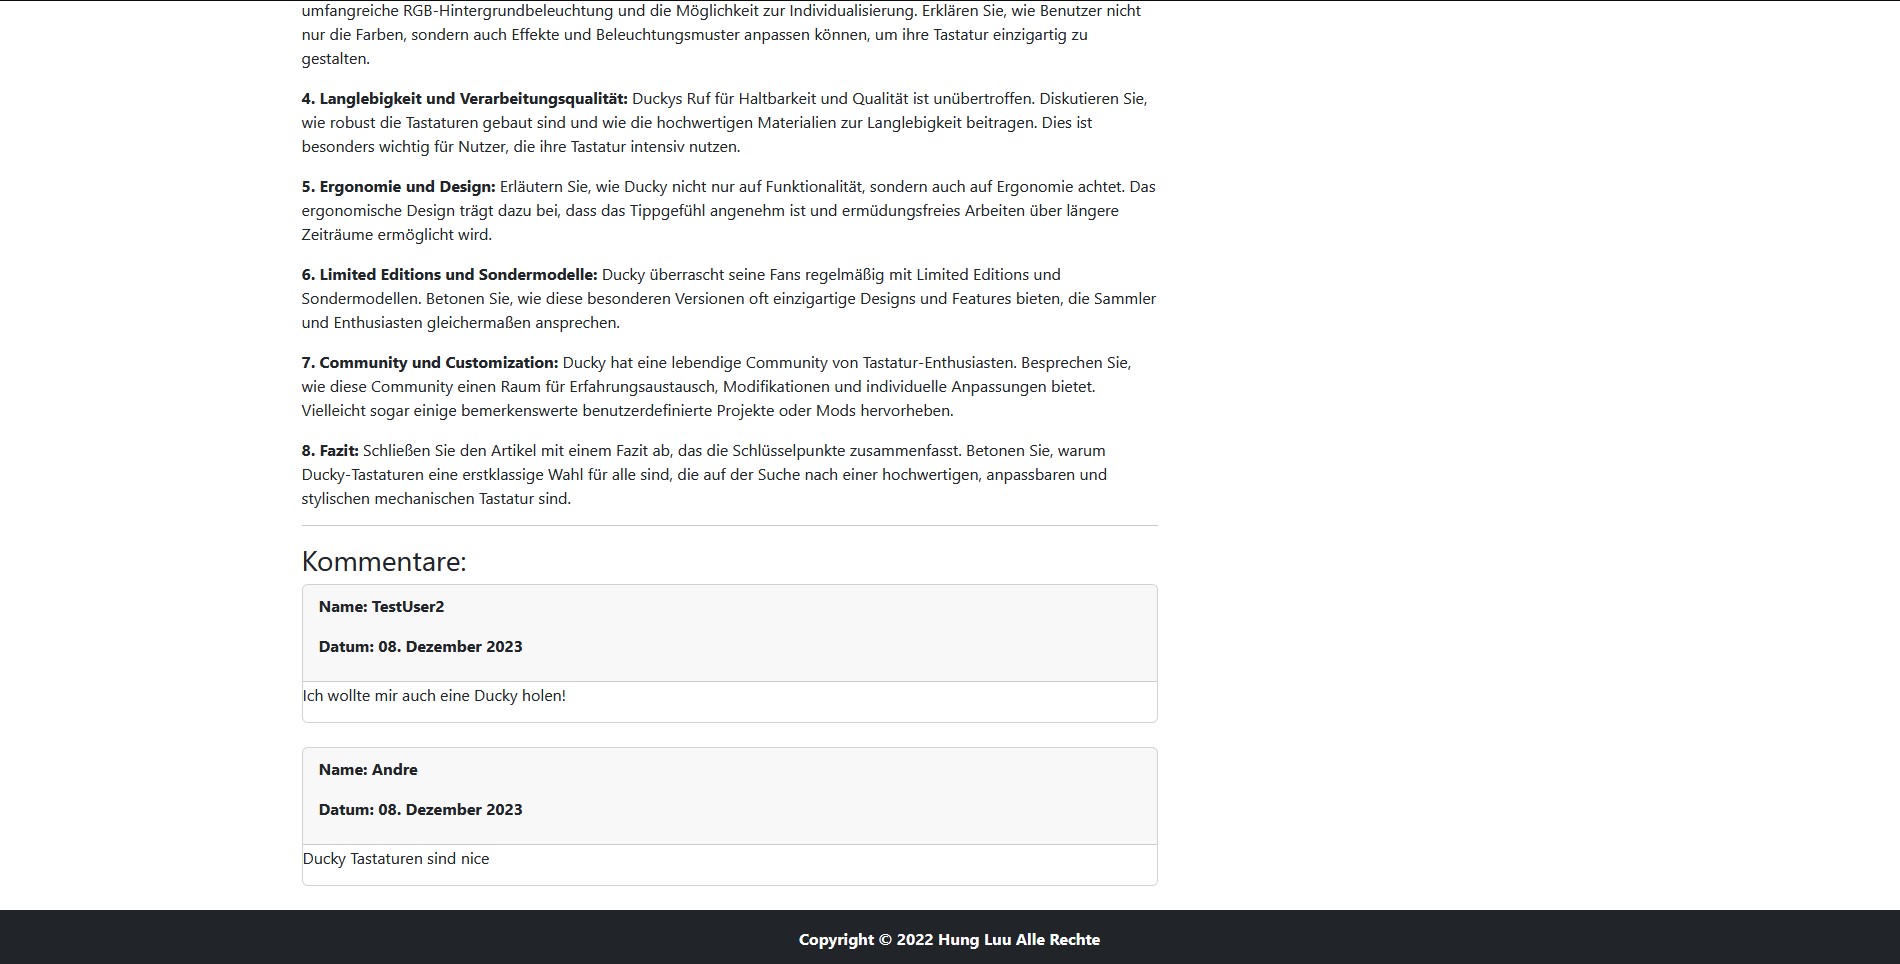 umfangreiche RGB-Hintergrundbeleuchtung und die Möglichkeit zur Individualisierung. Erklären Sie, wie Benutzer nicht
nur die Farben, sondern auch Effekte und Beleuchtungsmuster anpassen können, um ihre Tastatur einzigartig zu
gestalten.
4. Langlebigkeit und Verarbeitungsqualität: Duckys Ruf für Haltbarkeit und Qualität ist unübertroffen. Diskutieren Sie,
wie robust die Tastaturen gebaut sind und wie die hochwertigen Materialien zur Langlebigkeit beitragen. Dies ist
besonders wichtig für Nutzer, die ihre Tastatur intensiv nutzen.
5. Ergonomie und Design: Erläutern Sie, wie Ducky nicht nur auf Funktionalität, sondern auch auf Ergonomie achtet. Das
ergonomische Design trägt dazu bei, dass das Tippgefühl angenehm ist und ermüdungsfreies Arbeiten über längere
Zeiträume ermöglicht wird.
6. Limited Editions und Sondermodelle: Ducky überrascht seine Fans regelmäßig mit Limited Editions und
Sondermodellen. Betonen Sie, wie diese besonderen Versionen oft einzigartige Designs und Features bieten, die Sammler
und Enthusiasten gleichermaßen ansprechen.
7. Community und Customization: Ducky hat eine lebendige Community von Tastatur-Enthusiasten. Besprechen Sie,
wie diese Community einen Raum für Erfahrungsaustausch, Modifikationen und individuelle Anpassungen bietet.
Vielleicht sogar einige bemerkenswerte benutzerdefinierte Projekte oder Mods hervorheben.
8. Fazit: Schließen Sie den Artikel mit einem Fazit ab, das die Schlüsselpunkte zusammenfasst. Betonen Sie, warum
Ducky-Tastaturen eine erstklassige Wahl für alle sind, die auf der Suche nach einer hochwertigen, anpassbaren und
stylischen mechanischen Tastatur sind.
Kommentare:
Name: TestUser2
Datum: 08. Dezember 2023
Ich wollte mir auch eine Ducky holen!
Name: Andre
Datum: 08. Dezember 2023
Ducky Tastaturen sind nice
Copyright © 2022 Hung Luu Alle Rechte